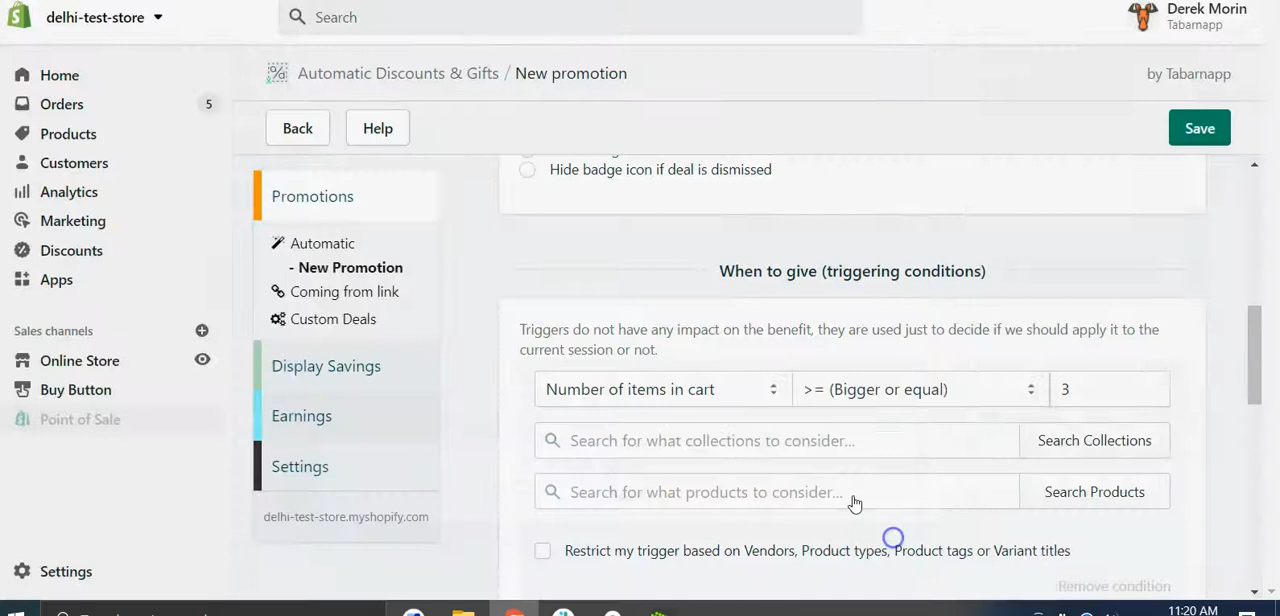 delhi-test-store
Search
Derek Morin
Tabarnapp
Home
Orders
5
Products
Customers
Analytics
Marketing
Discounts
Apps
Sales channels
Online Store
Buy Button
Point of Sale
Settings
Automatic Discounts & Gifts / New promotion
by Tabarnapp
Back
Help
Save
Promotions
Automatic
- New Promotion
Coming from link
Custom Deals
Display Savings
Earnings
Settings
delhi-test-store.myshopify.com
Hide badge icon if deal is dismissed
When to give (triggering conditions)
Triggers do not have any impact on the benefit, they are used just to decide if we should apply it to the
current session or not.
Number of items in cart
>= (Bigger or equal)
3
Search for what collections to consider...
Search Collections
Search for what products to consider...
Search Products
Restrict my trigger based on Vendors, Product types, Product tags or Variant titles
Remove condition
11:20 AM